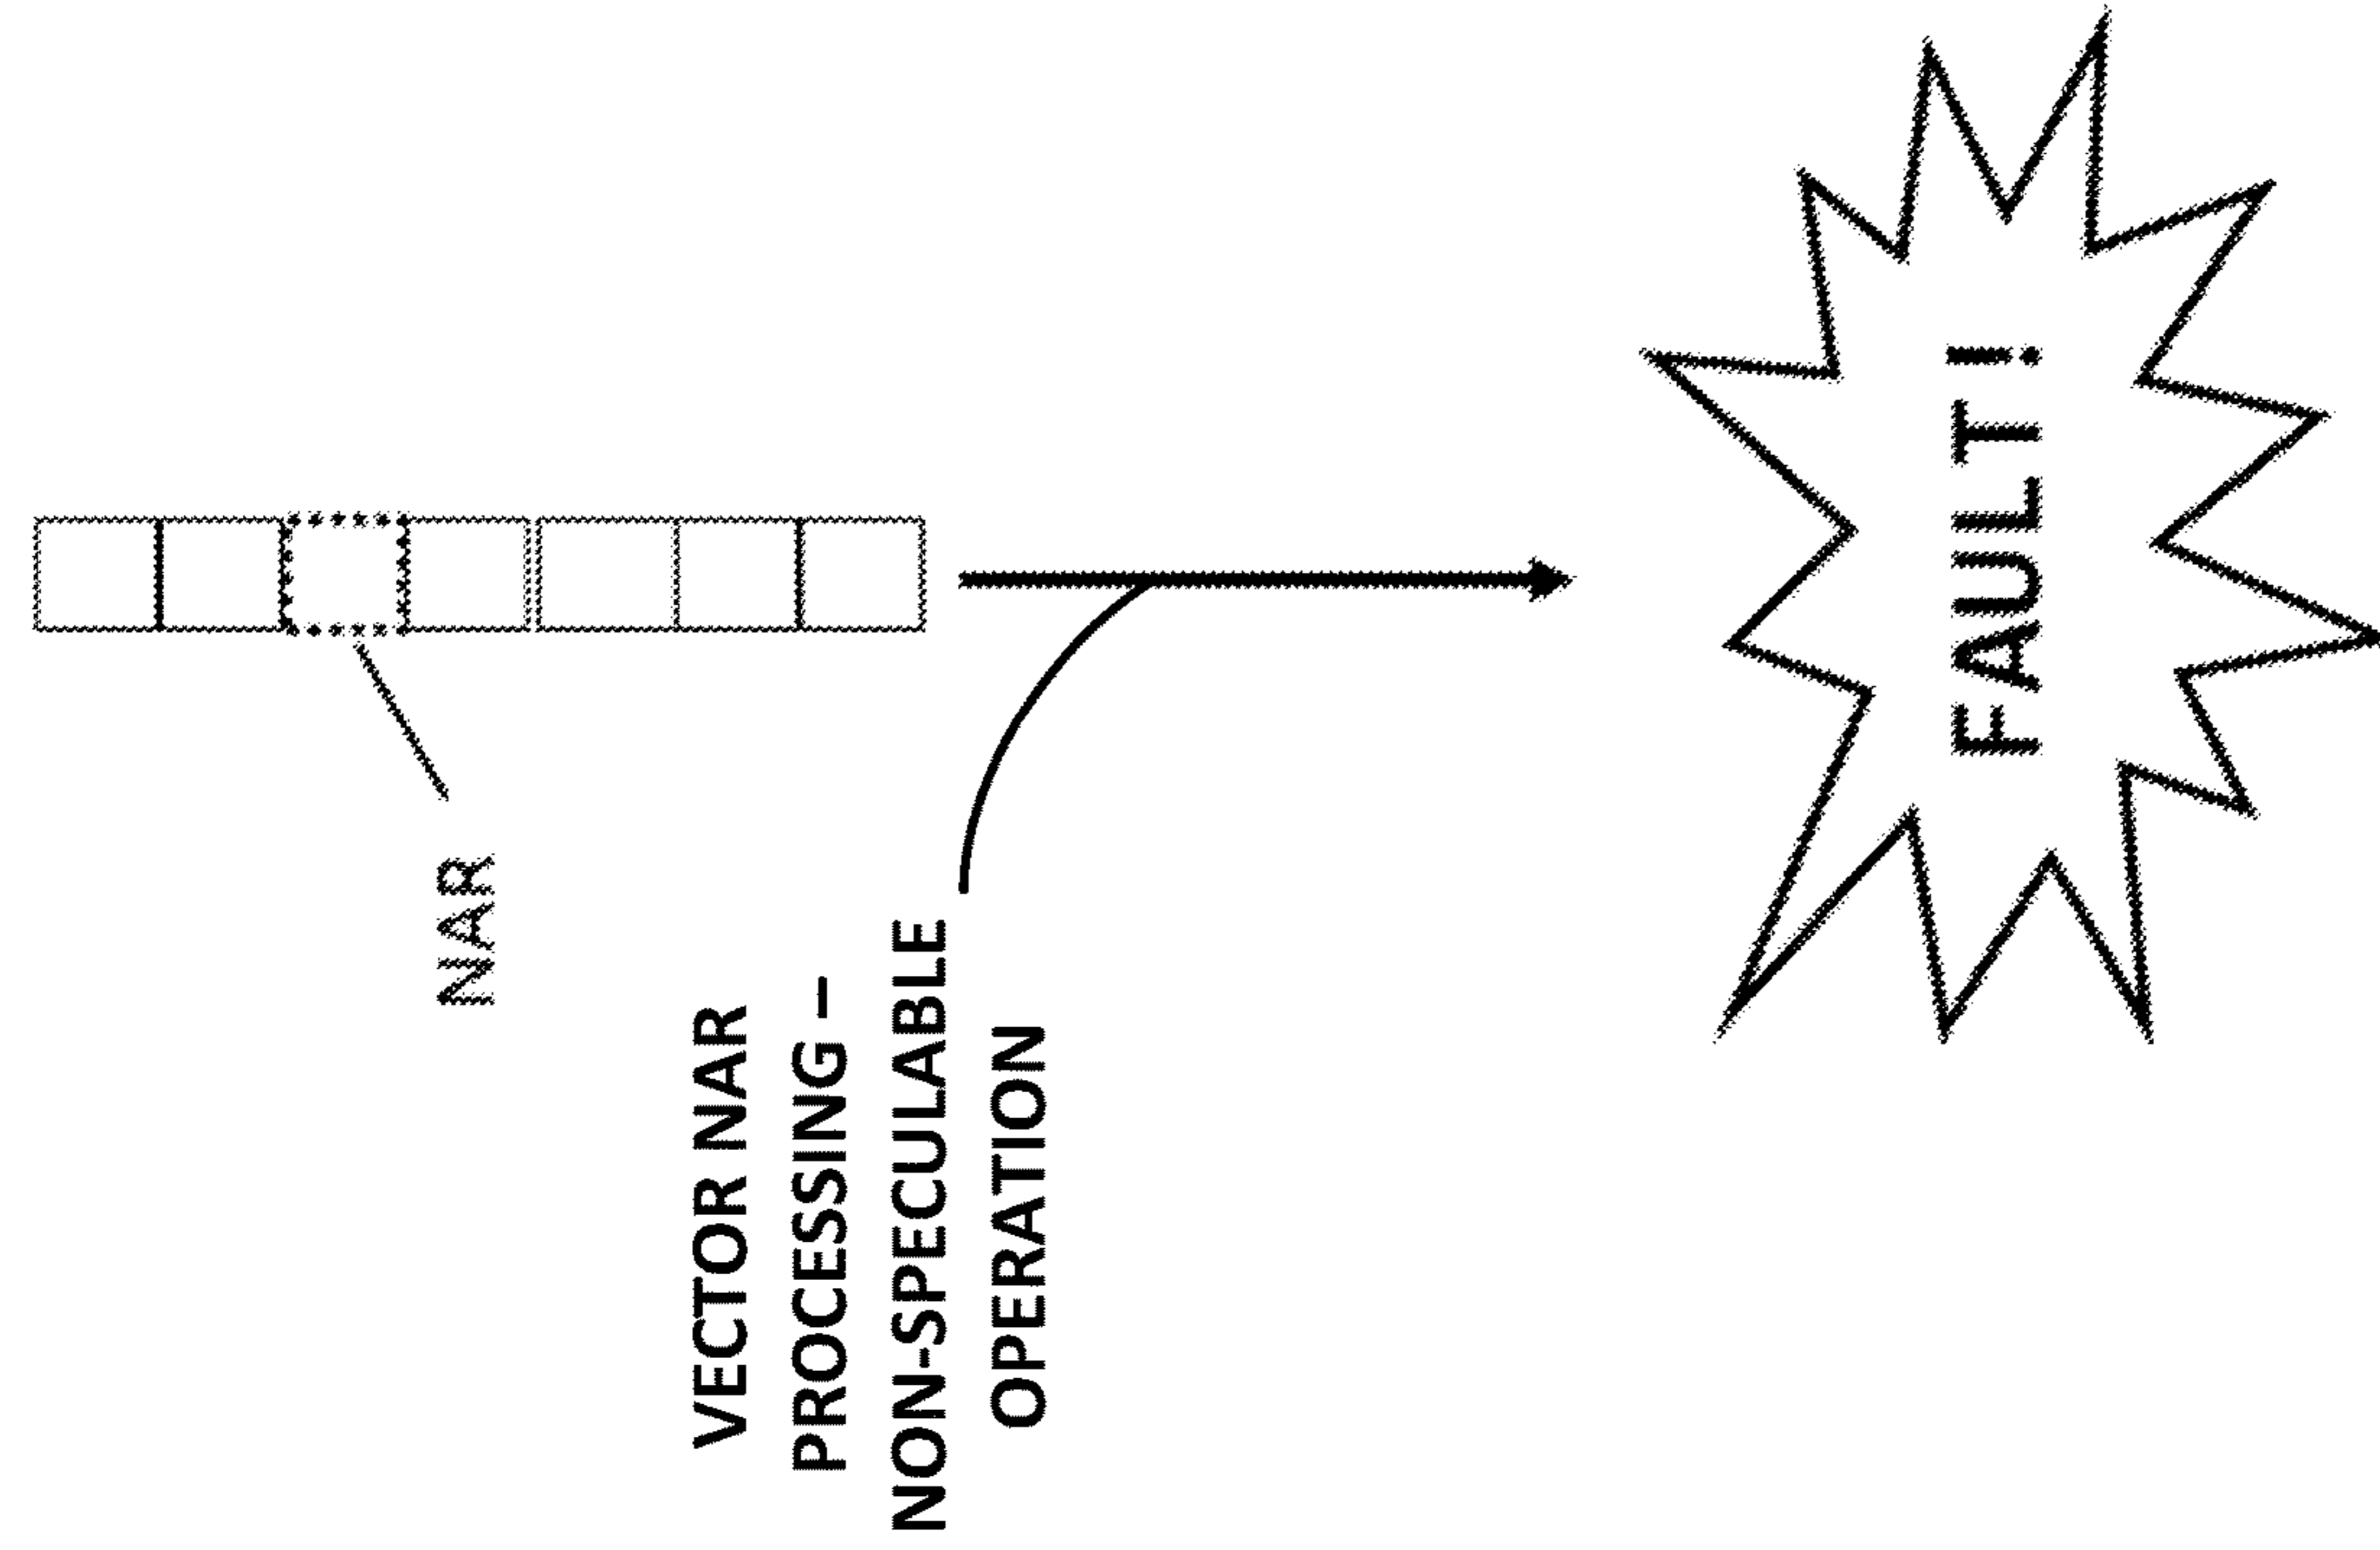 NAR
VECTOR NAR
PROCESSING –
NON-SPECULABLE
OPERATION
FAULT!